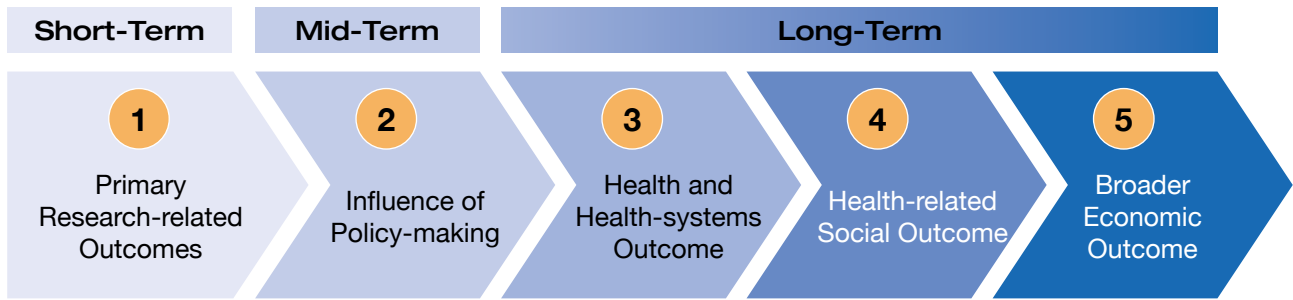 Short-Term
Mid-Term
Long-Term
1
Primary
Research-related
Outcomes
2
Influence of
Policy-making
3
Health and
Health-systems
Outcome
4
Health-related
Social Outcome
5
Broader
Economic
Outcome